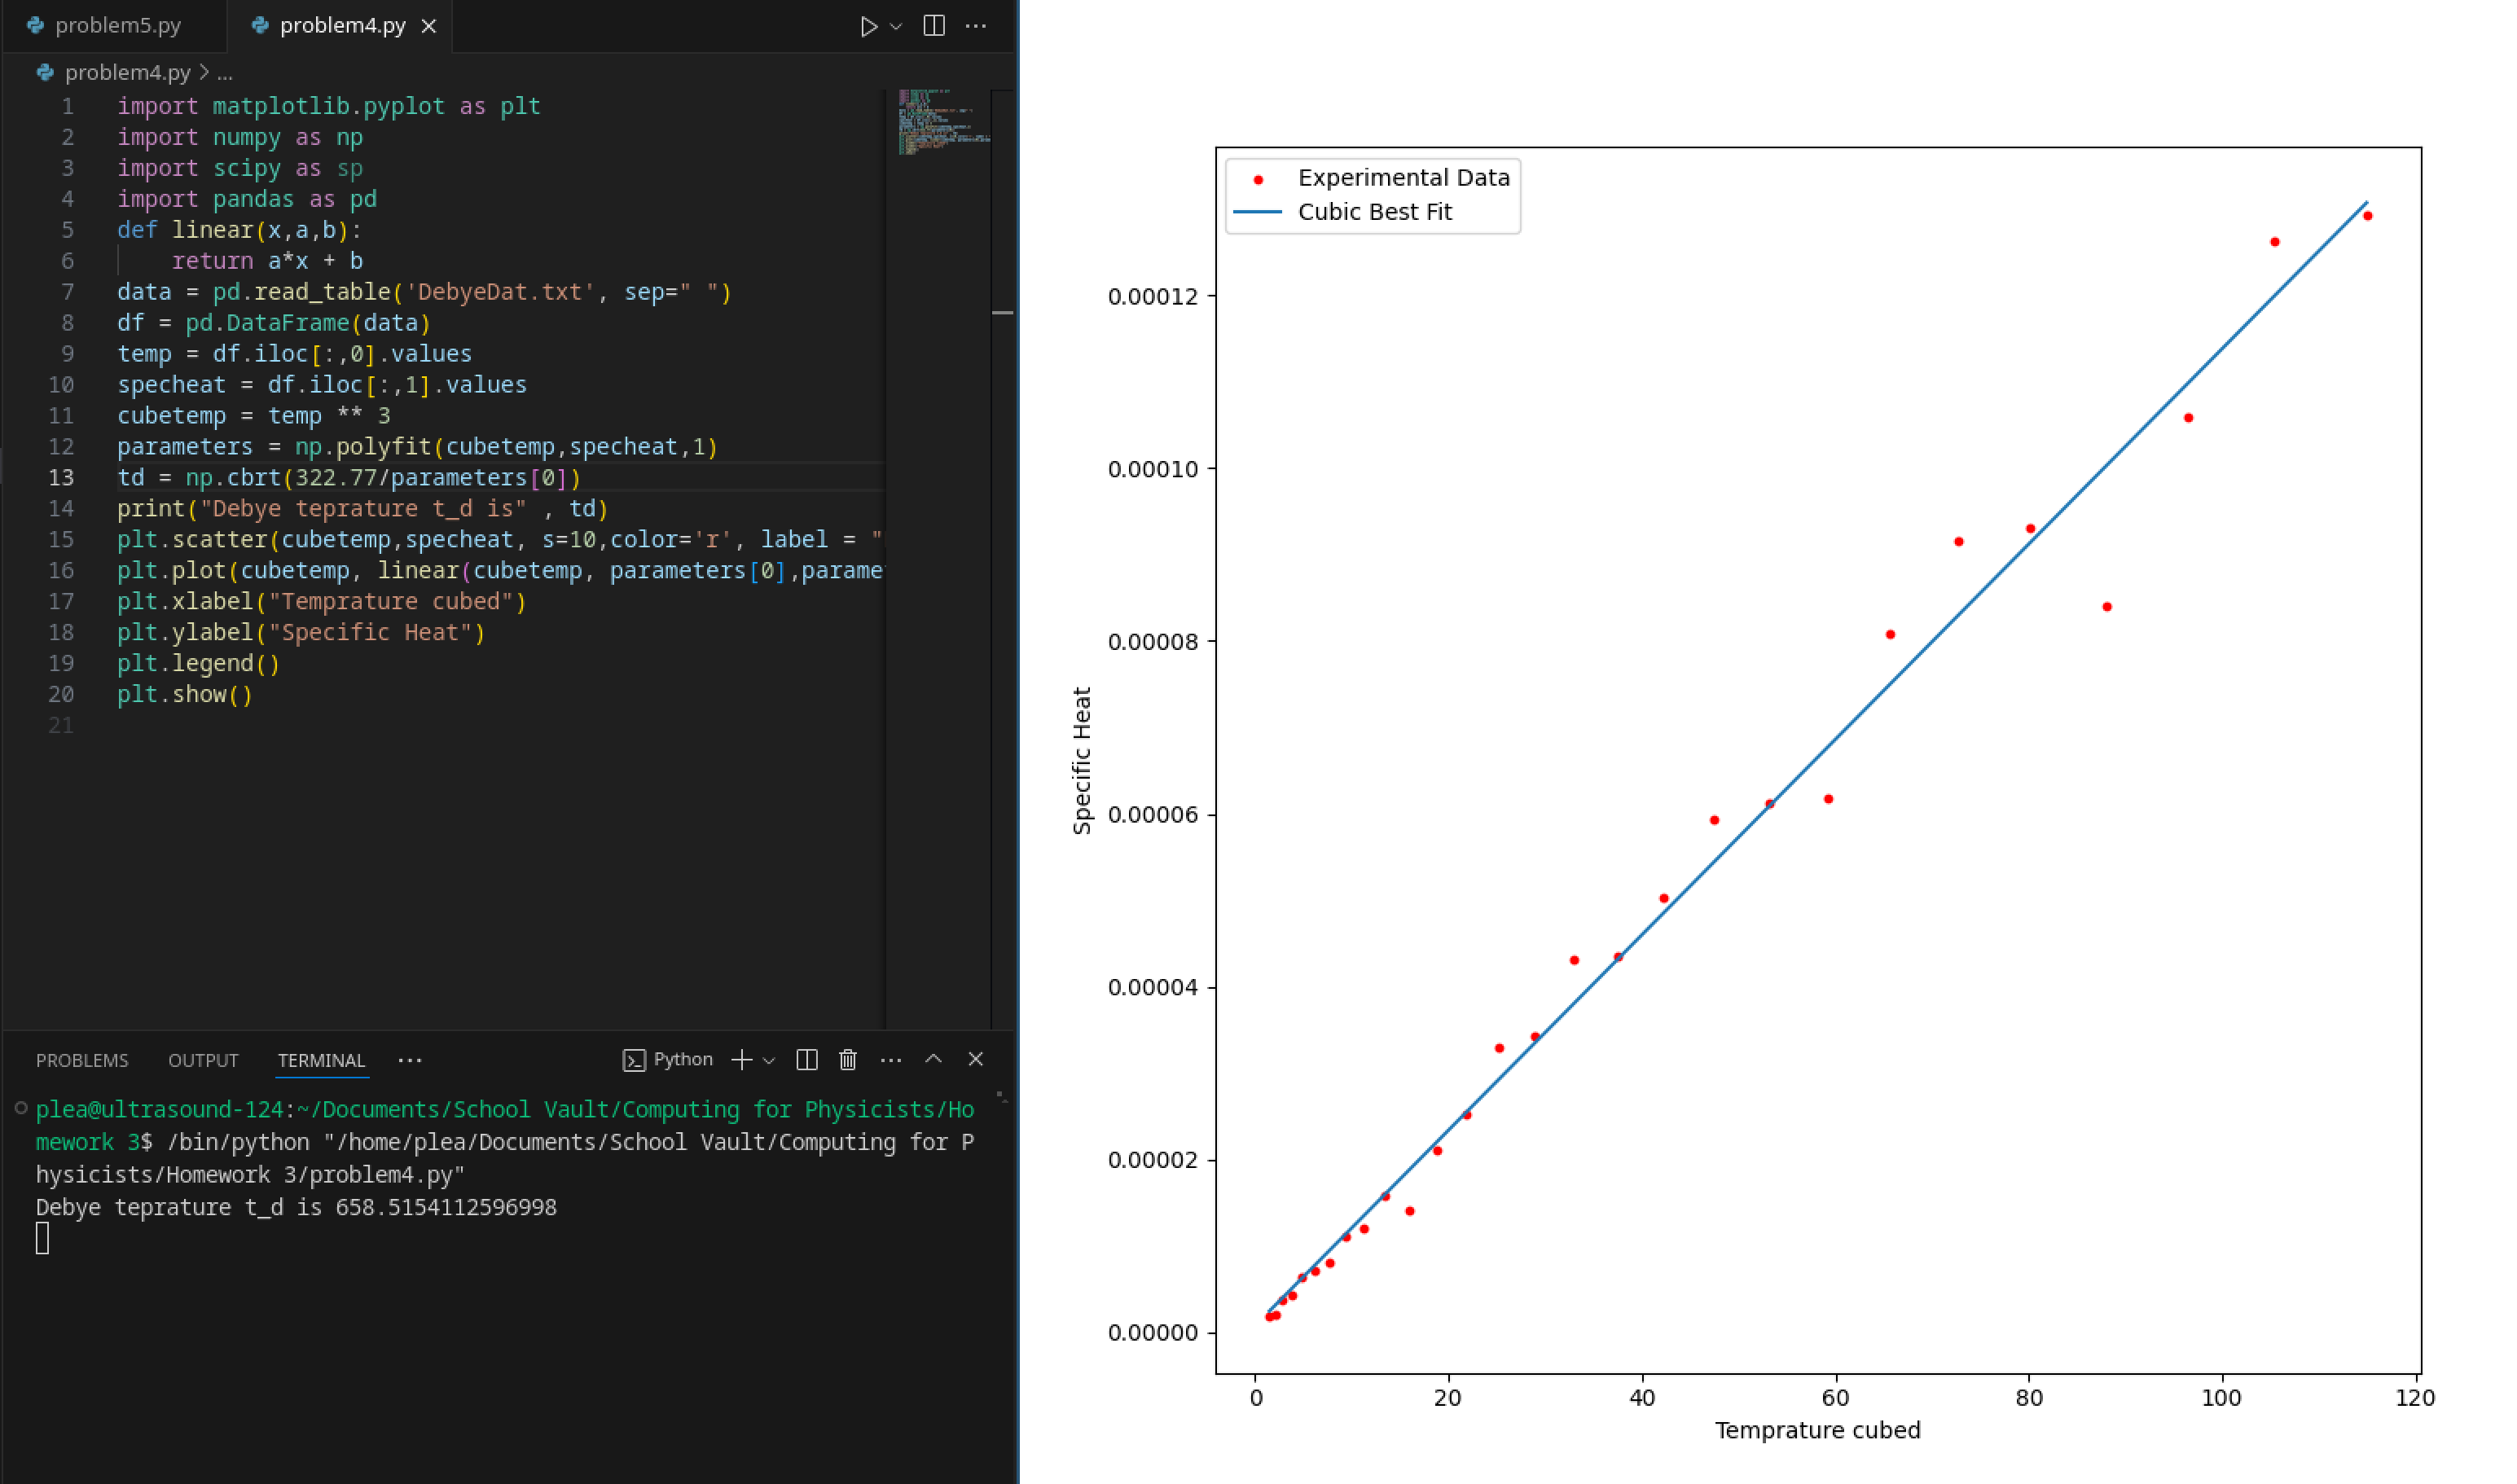 problem5.py
problem4.py
problem4.py > ...
1 import matplotlib.pyplot as plt
2 import numpy as np
3 import scipy as sp
4 import pandas as pd
5 def linear(x,a,b):
6 return a*x + b
7 data = pd.read_table('DebyeDat.txt', sep=" ")
8 df = pd.DataFrame(data)
9 temp = df.iloc[:,0].values
10 specheat = df.iloc[:,1].values
11 cubetemp = temp ** 3
12 parameters = np.polyfit(cubetemp,specheat,1)
13 td = np.cbrt(322.77/parameters[0])
14 print("Debye teprature t_d is" , td)
15 plt.scatter(cubetemp,specheat, s=10,color='r', label = "
16 plt.plot(cubetemp, linear(cubetemp, parameters[0],parame
17 plt.xlabel("Temprature cubed")
18 plt.ylabel("Specific Heat")
19 plt.legend()
20 plt.show()
21
PROBLEMS OUTPUT TERMINAL ... Python
plea@ultrasound-124:~/Documents/School Vault/Computing for Physicists/Ho
mework 3$ /bin/python "/home/plea/Documents/School Vault/Computing for P
hysicists/Homework 3/problem4.py"
Debye teprature t_d is 658.5154112596998
Experimental Data
Cubic Best Fit
0.00012
0.00010
0.00008
0.00006
0.00004
0.00002
0.00000
Specific Heat
0 20 40 60 80 100 120
Temprature cubed